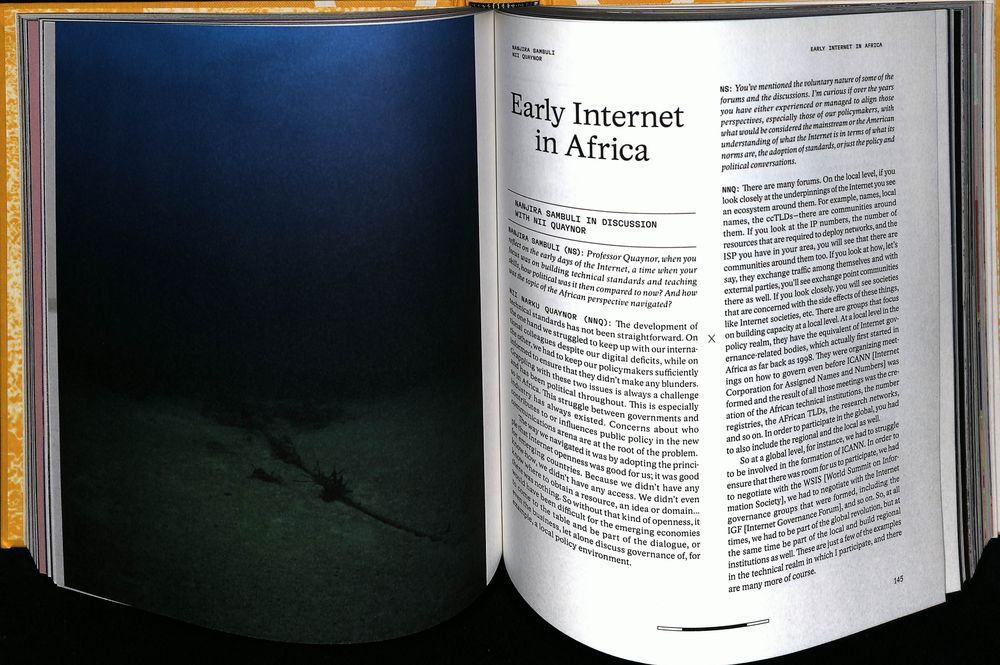 NANJIRA SAMBULI
NII QUAYNOR
EARLY INTERNET IN AFRICA
Early Internet
in Africa
NANJIRA SAMBULI IN DISCUSSION
WITH NII QUAYNOR
NANJIRA SAMBULI (NS): Professor Quaynor, when you
reflect on the early days of the Internet, a time when your
focus was on building technical standards and teaching
skills, how political was it then compared to now? And how
was the topic of the African perspective navigated?
NII NARKU QUAYNOR (NNQ): The development of
technical standards has not been straightforward. On
the one hand we struggled to keep up with our interna-
tional colleagues despite our digital deficits, while on
the other, we had to keep our policymakers sufficiently
informed to ensure that they didn't make any blunders.
Grappling with these two issues is always a challenge
and has been political throughout. This is especially
in Africa. This struggle between governments and
industry has always existed. Concerns about who
contributes to or influences public policy in the new
communications arena are at the root of the problem.
the way we navigated it was by adopting the princi-
ple that openness was good for us; it was good
for emerging countries. Because we didn't have any
know-how, we didn't have any access. We didn't even
know where to obtain a resource, an idea or domain...
there was nothing. So without that kind of openness, it
would have been difficult for the emerging economies
to come to the table and be part of the dialogue, or
the business, let alone discuss governance of, for
example, a local policy environment.
NS: You've mentioned the voluntary nature of some of the
forums and the discussions. I'm curious if over the years
you have either experienced or managed to align those
perspectives, especially those of our policymakers, with
what would be considered the mainstream or the American
understanding of what the Internet is in terms of what its
norms are, the adoption of standards, or just the policy and
political conversations.
NNQ: There are many forums. On the local level, if you
look closely at the underpinnings of the Internet you see
an ecosystem around them. For example, names, local
names, the ccTLDs—there are communities around
them. If you look at the IP numbers, the number of
resources that are required to deploy networks, and the
ISP you have in your area, you will see that there are
communities around them too. If you look at how, let's
say, they exchange traffic among themselves and with
external parties, you'll see exchange point communities
there as well. If you look closely, you will see societies
that are concerned with the side effects of these things,
like Internet societies, etc. There are groups that focus
on building capacity at a local level. At a local level in the
policy realm, they have the equivalent of Internet gov-
ernance-related bodies, which actually first started in
Africa as far back as 1998. They were organizing meet-
ings on how to govern even before ICANN [Internet
Corporation for Assigned Names and Numbers] was
formed and the result of all those meetings was the cre-
ation of the African technical institutions, the number
registries, the AFRican TLDs, the research networks,
and so on. In order to participate in the global, you had
to also include the regional and the local as well.
So at a global level, for instance, we had to struggle
to be involved in the formation of ICANN. In order to
ensure that there was room for us to participate, we had
to negotiate with the WSIS [World Summit on Infor-
mation Society], we had to negotiate with the Internet
governance groups that were formed, including the
IGF [Internet Governance Forum], and so on. So, at all
times, we had to be part of the global revolution, but at
the same time be part of the local and build regional
institutions as well. These are just a few of the examples
in the technical realm in which I participate, and there
are many more of course.
145